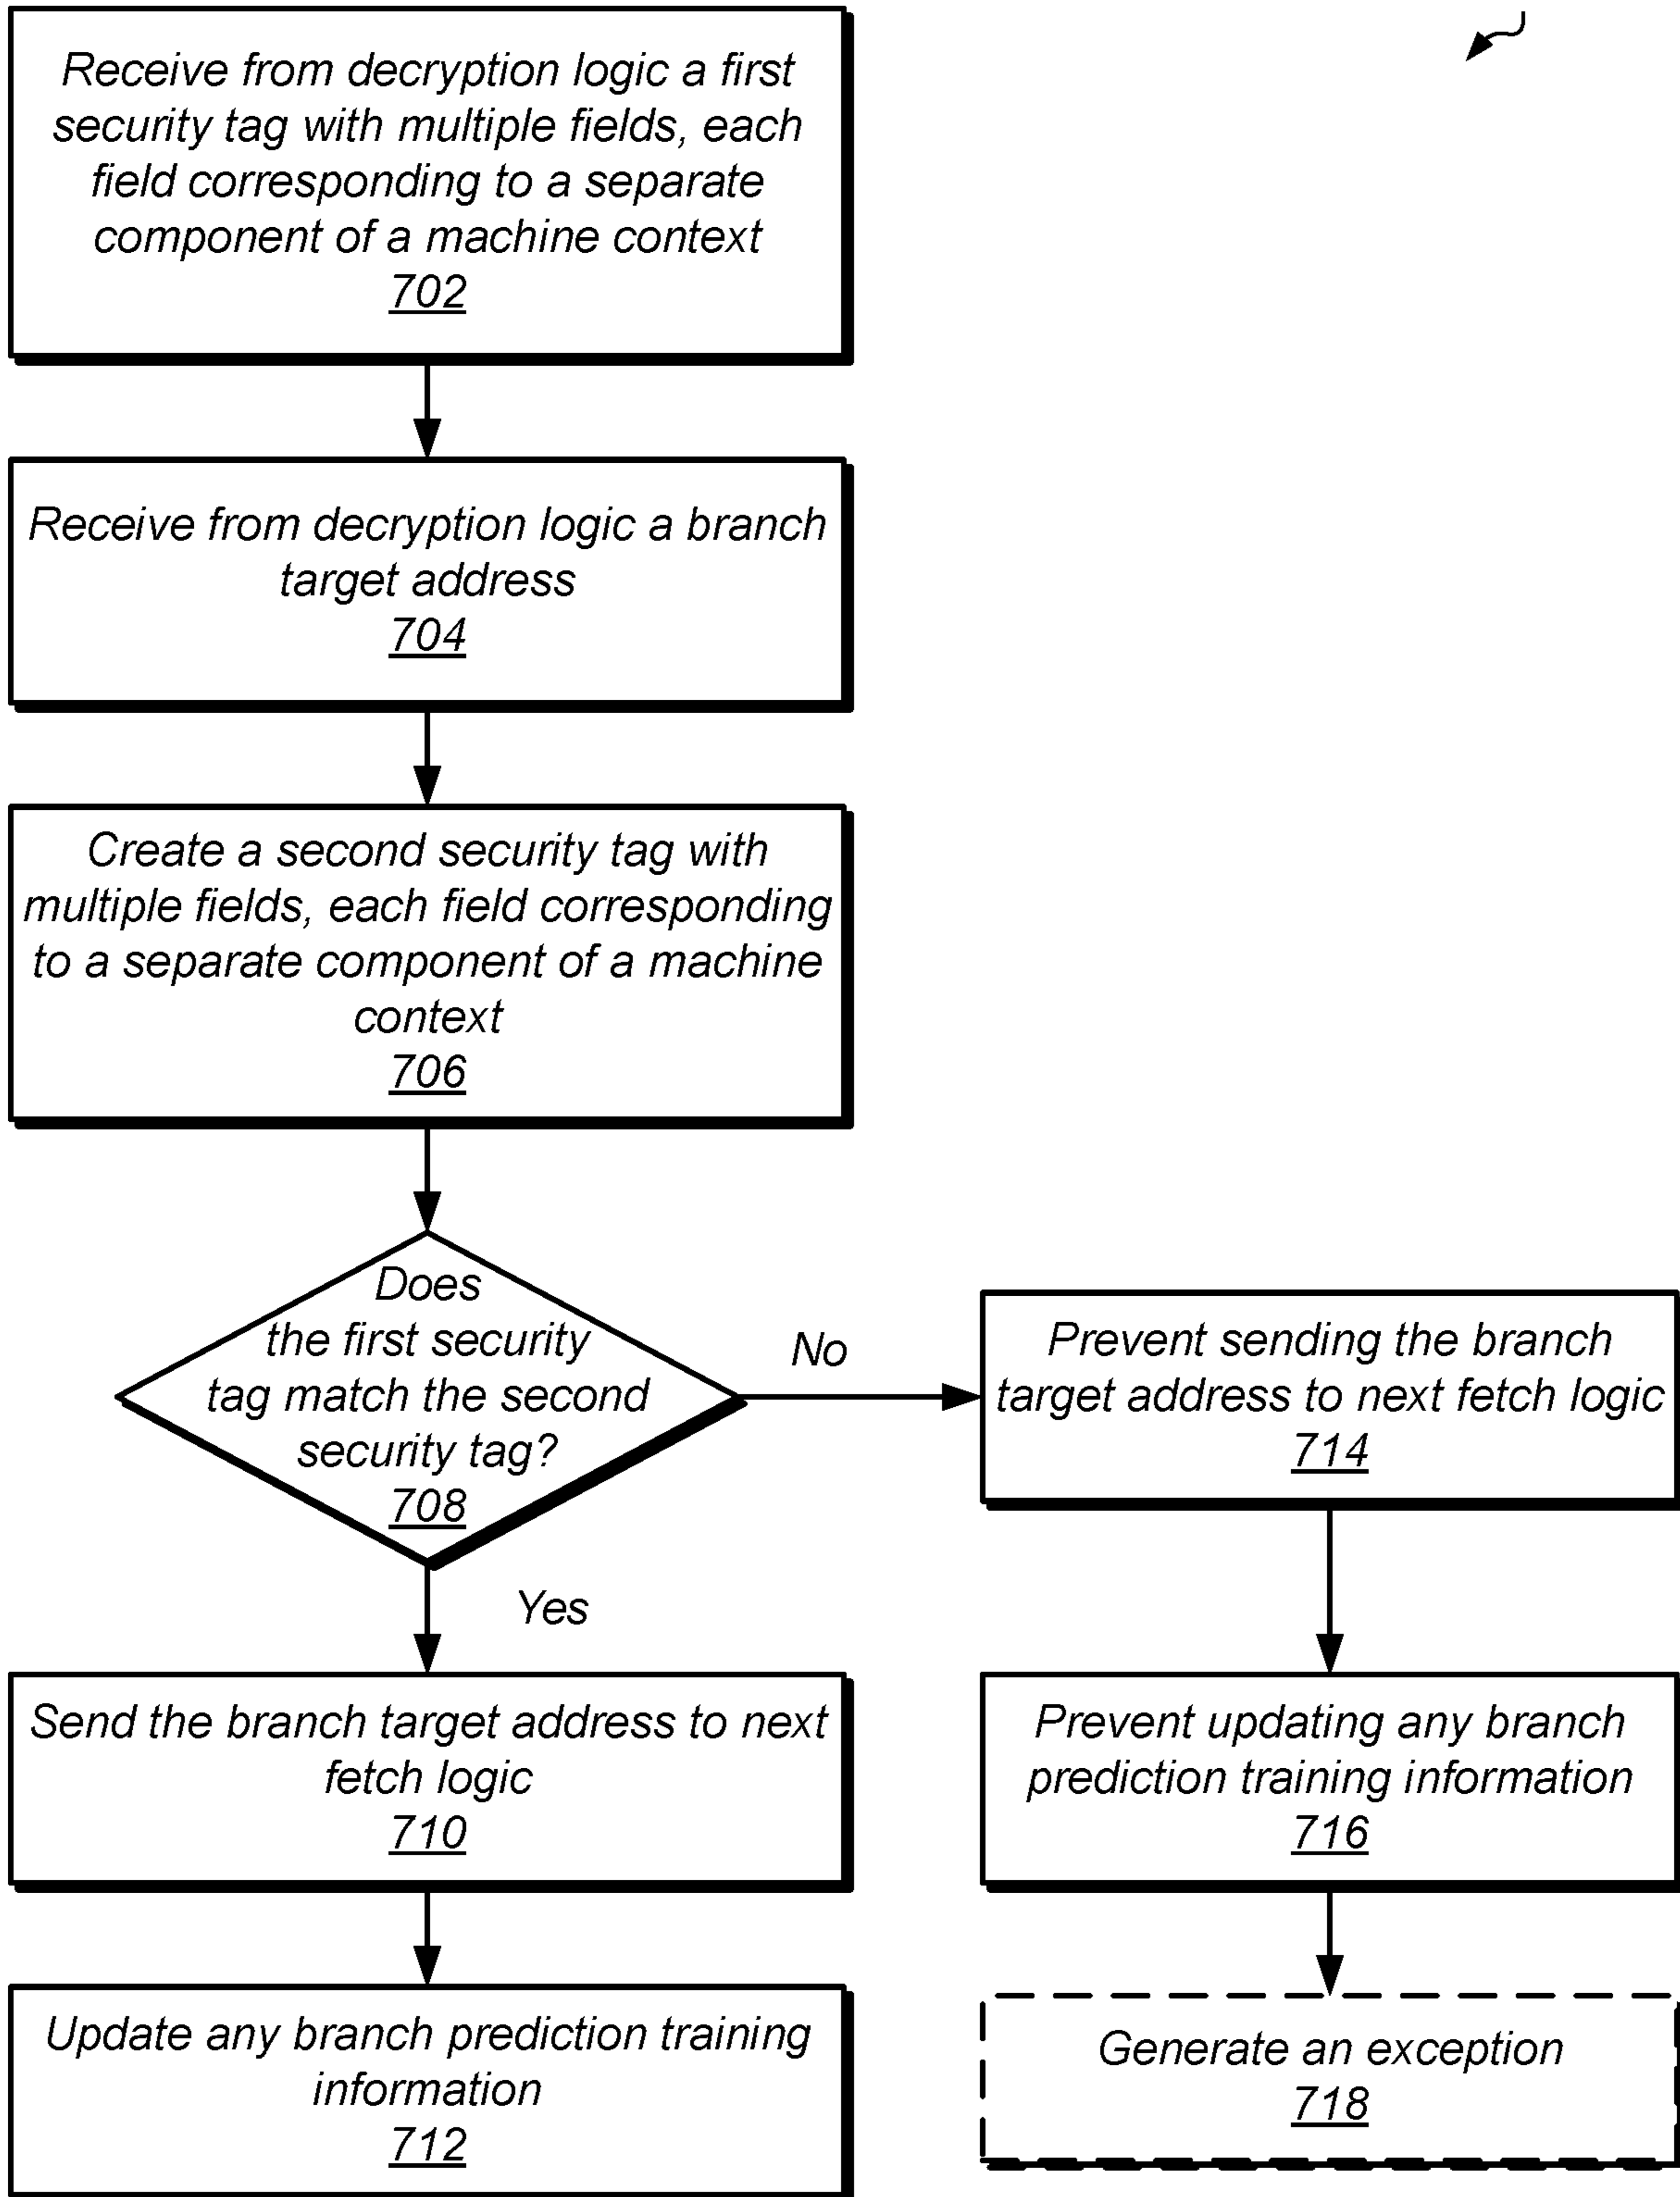 Receive from decryption logic a first
security tag with multiple fields, each
field corresponding to a separate
component of a machine context
702
Receive from decryption logic a branch
target address
704
Create a second security tag with
multiple fields, each field corresponding
to a separate component of a machine
context
706
Does
the first security
tag match the second
security tag?
708
No
Yes
Send the branch target address to next
fetch logic
710
Update any branch prediction training
information
712
Prevent sending the branch
target address to next fetch logic
714
Prevent updating any branch
prediction training information
716
Generate an exception
718